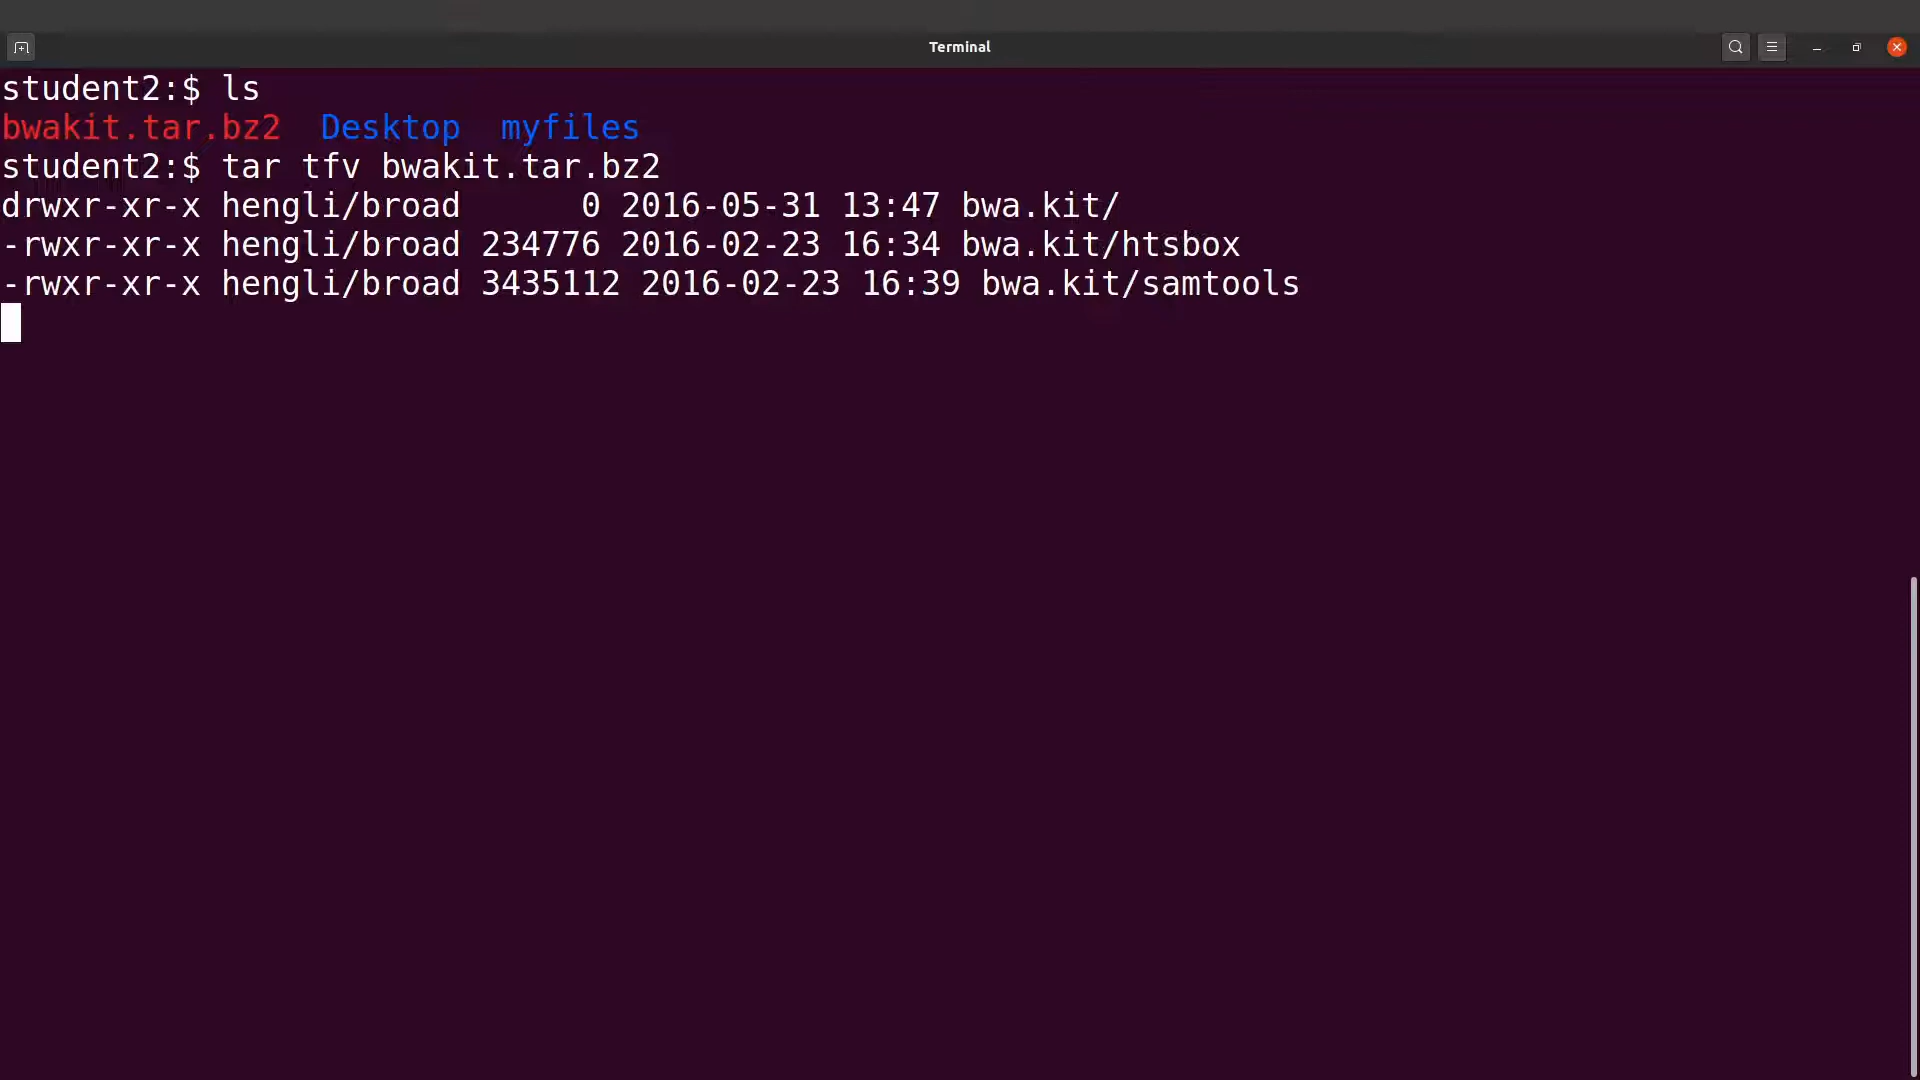 Terminal
student2:$ ls
bwakit.tar.bz2  Desktop  myfiles
student2:$ tar tfv bwakit.tar.bz2
drwxr-xr-x hengli/broad      0 2016-05-31 13:47 bwa.kit/
-rwxr-xr-x hengli/broad 234776 2016-02-23 16:34 bwa.kit/htsbox
-rwxr-xr-x hengli/broad 3435112 2016-02-23 16:39 bwa.kit/samtools